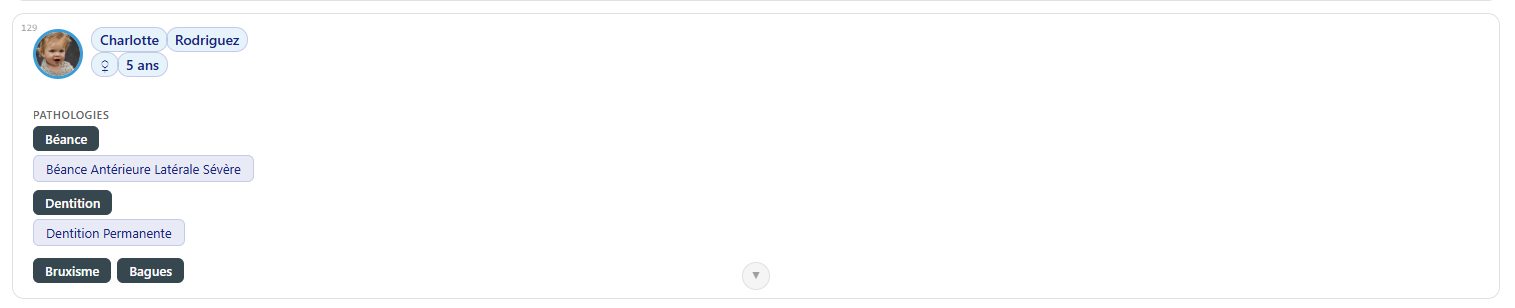 129
Charlotte Rodriguez
♀ 5 ans
PATHOLOGIES
Béance
Béance Antérieure Latérale Sévère
Dentition
Dentition Permanente
Bruxisme Bagues
▼